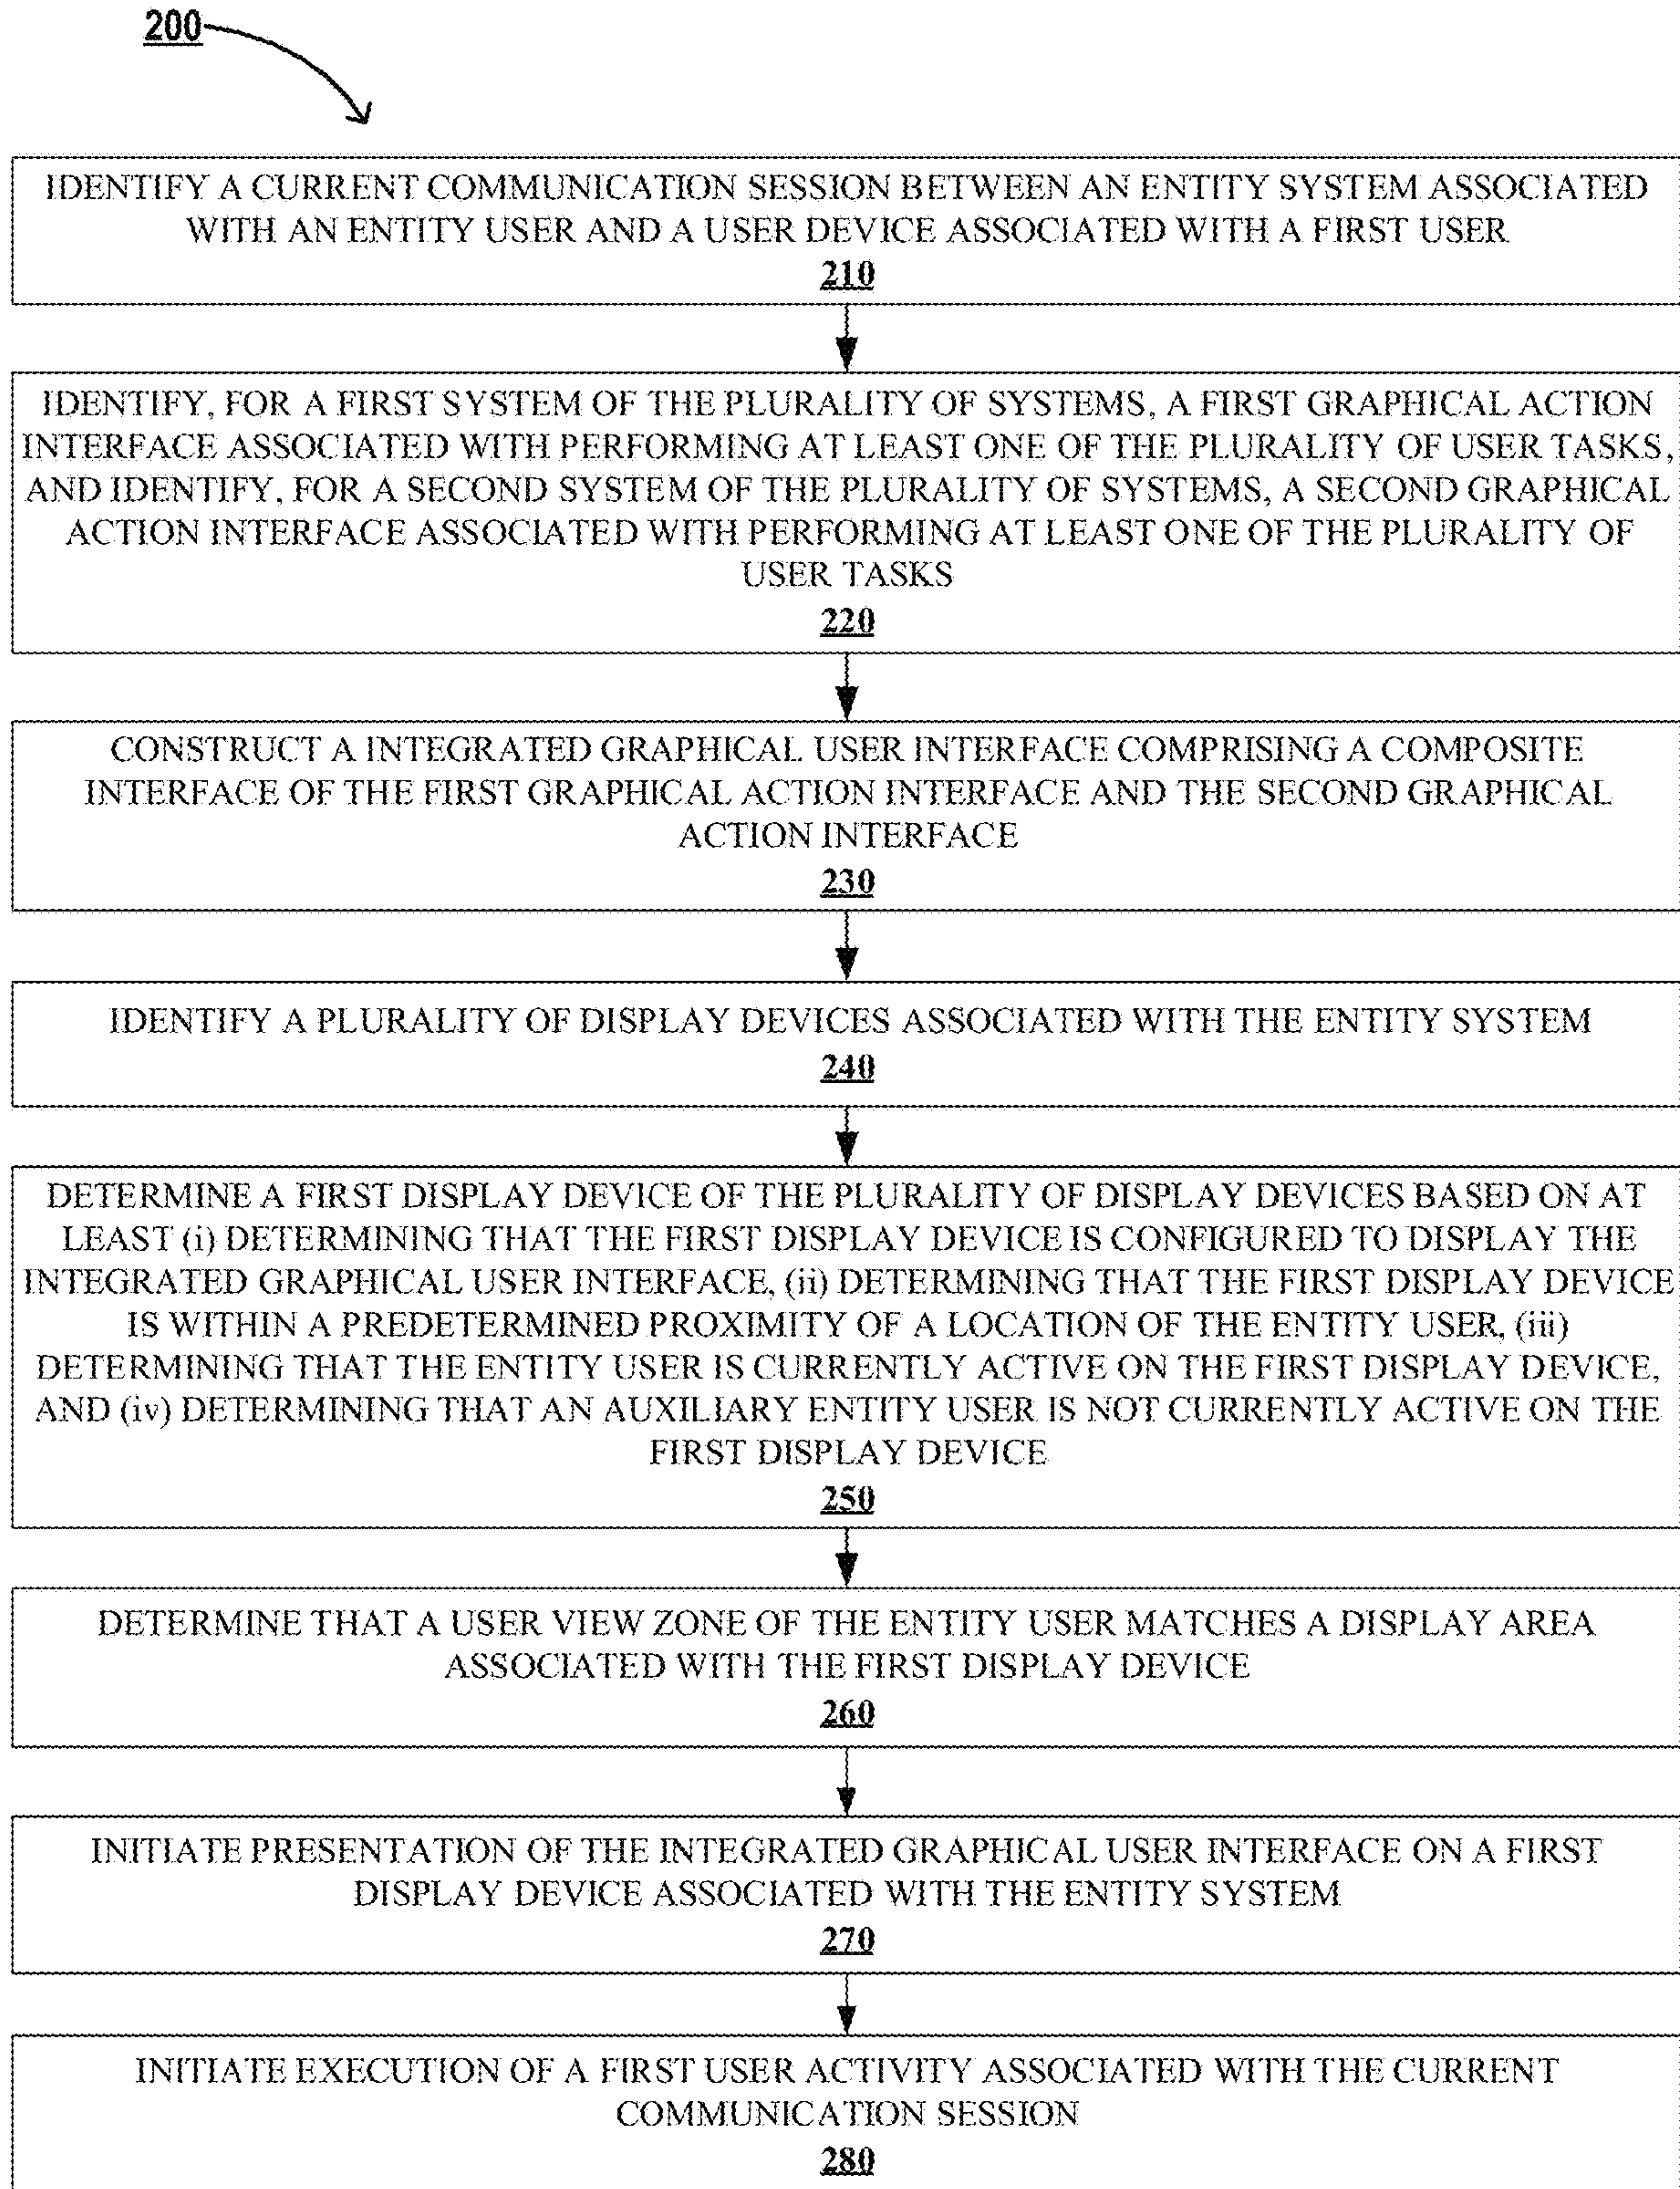 200
IDENTIFY A CURRENT COMMUNICATION SESSION BETWEEN AN ENTITY SYSTEM ASSOCIATED
WITH AN ENTITY USER AND A USER DEVICE ASSOCIATED WITH A FIRST USER
210
IDENTIFY, FOR A FIRST SYSTEM OF THE PLURALITY OF SYSTEMS, A FIRST GRAPHICAL ACTION
INTERFACE ASSOCIATED WITH PERFORMING AT LEAST ONE OF THE PLURALITY OF USER TASKS,
AND IDENTIFY, FOR A SECOND SYSTEM OF THE PLURALITY OF SYSTEMS, A SECOND GRAPHICAL
ACTION INTERFACE ASSOCIATED WITH PERFORMING AT LEAST ONE OF THE PLURALITY OF
USER TASKS
220
CONSTRUCT A INTEGRATED GRAPHICAL USER INTERFACE COMPRISING A COMPOSITE
INTERFACE OF THE FIRST GRAPHICAL ACTION INTERFACE AND THE SECOND GRAPHICAL
ACTION INTERFACE
230
IDENTIFY A PLURALITY OF DISPLAY DEVICES ASSOCIATED WITH THE ENTITY SYSTEM
240
DETERMINE A FIRST DISPLAY DEVICE OF THE PLURALITY OF DISPLAY DEVICES BASED ON AT
LEAST (i) DETERMINING THAT THE FIRST DISPLAY DEVICE IS CONFIGURED TO DISPLAY THE
INTEGRATED GRAPHICAL USER INTERFACE, (ii) DETERMINING THAT THE FIRST DISPLAY DEVICE
IS WITHIN A PREDETERMINED PROXIMITY OF A LOCATION OF THE ENTITY USER, (iii)
DETERMINING THAT THE ENTITY USER IS CURRENTLY ACTIVE ON THE FIRST DISPLAY DEVICE,
AND (iv) DETERMINING THAT AN AUXILIARY ENTITY USER IS NOT CURRENTLY ACTIVE ON THE
FIRST DISPLAY DEVICE
250
DETERMINE THAT A USER VIEW ZONE OF THE ENTITY USER MATCHES A DISPLAY AREA
ASSOCIATED WITH THE FIRST DISPLAY DEVICE
260
INITIATE PRESENTATION OF THE INTEGRATED GRAPHICAL USER INTERFACE ON A FIRST
DISPLAY DEVICE ASSOCIATED WITH THE ENTITY SYSTEM
270
INITIATE EXECUTION OF A FIRST USER ACTIVITY ASSOCIATED WITH THE CURRENT
COMMUNICATION SESSION
280